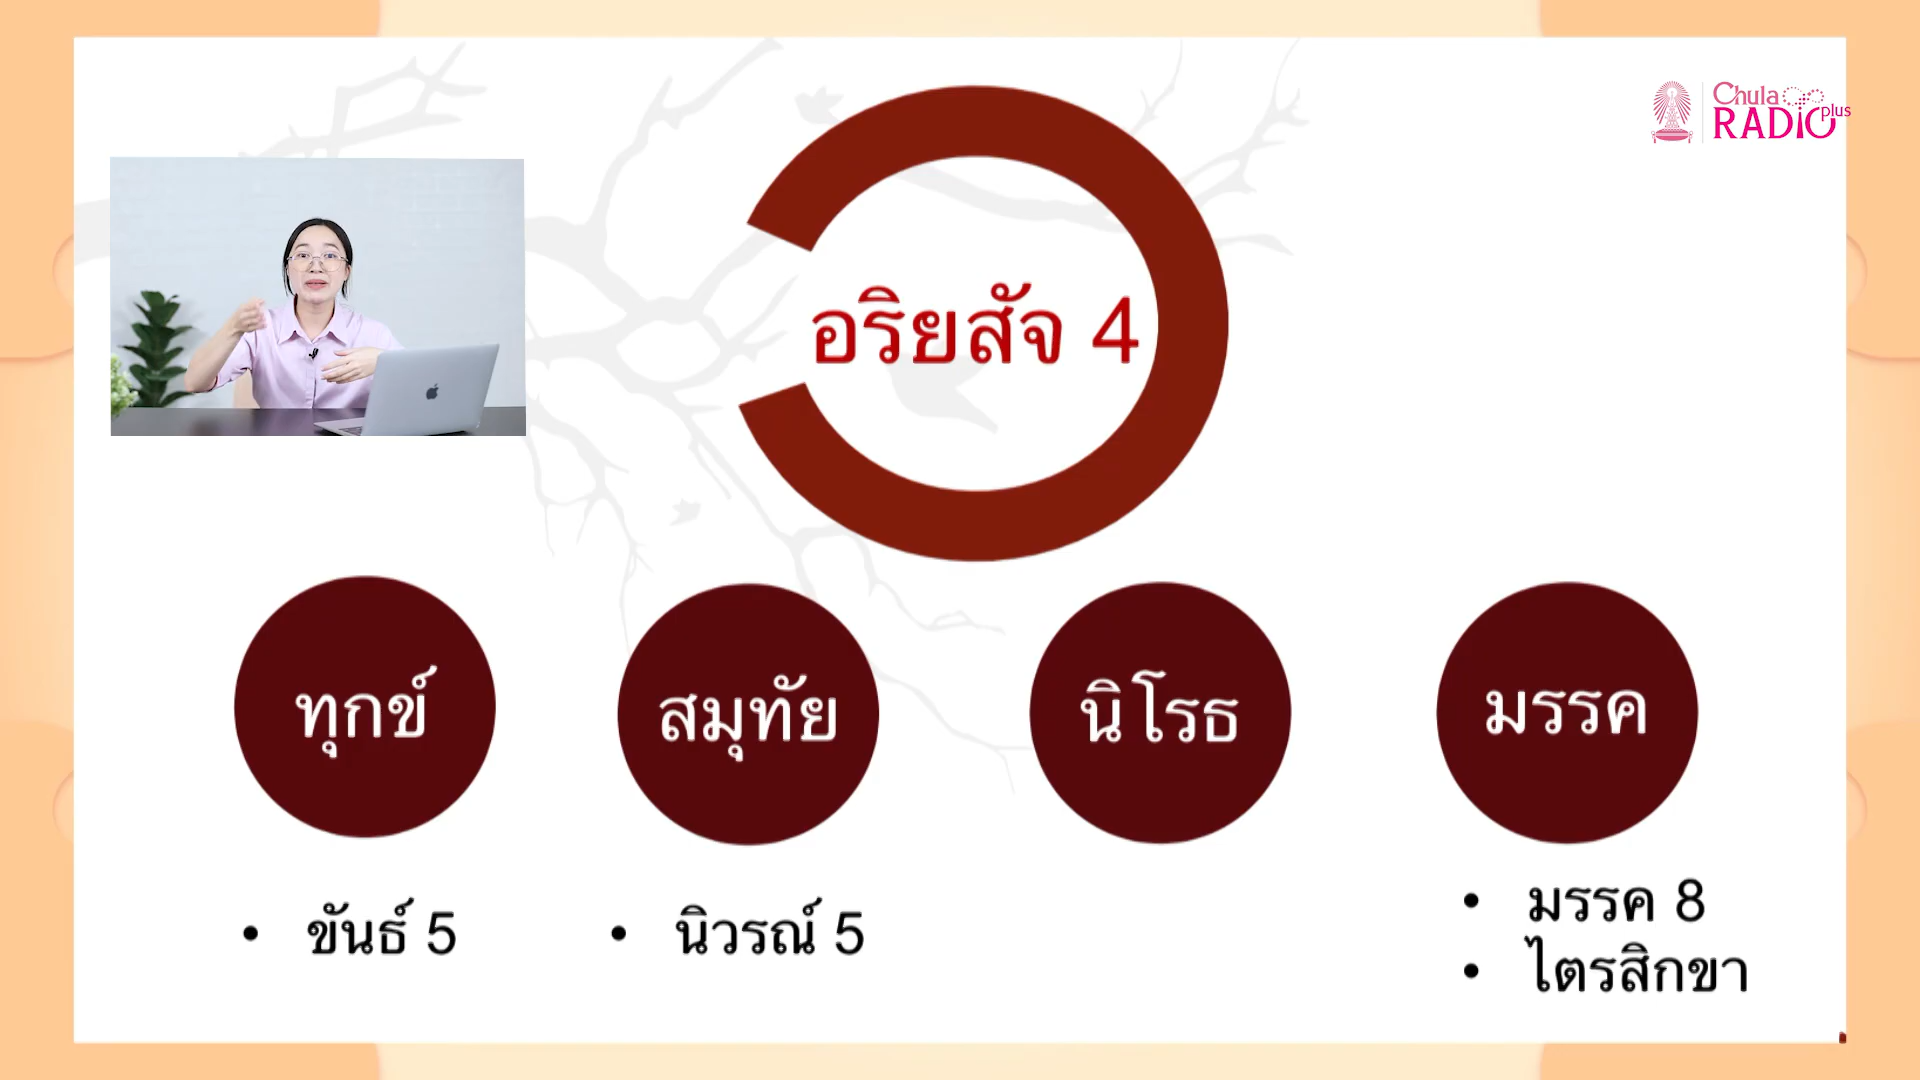 Chula
RADIO plus
อริยสัจ 4
ทุกข์
สมุทัย
นิโรธ
มรรค
• ขันธ์ 5
• นิวรณ์ 5
• มรรค 8
• ไตรสิกขา